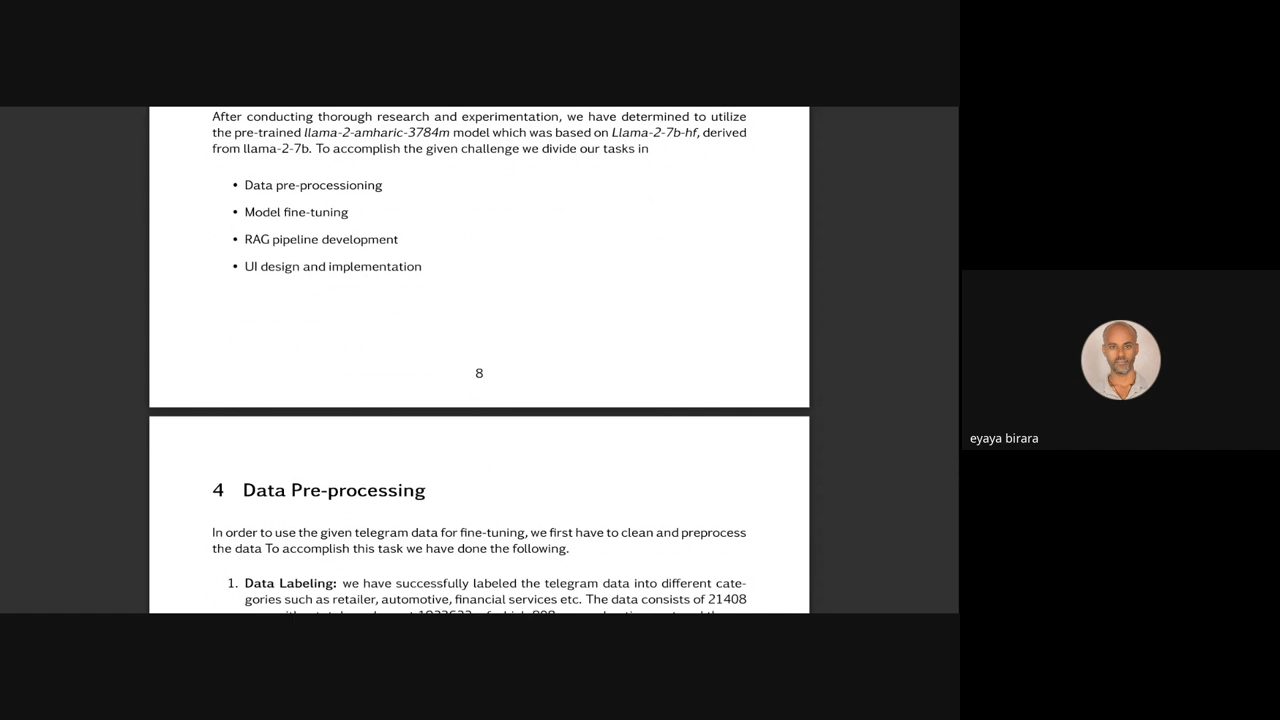 After conducting thorough research and experimentation, we have determined to utilize
the pre-trained llama-2-amharic-3784m model which was based on Llama-2-7b-hf, derived
from llama-2-7b. To accomplish the given challenge we divide our tasks in
• Data pre-processioning
• Model fine-tuning
• RAG pipeline development
• UI design and implementation
8
4 Data Pre-processing
In order to use the given telegram data for fine-tuning, we first have to clean and preprocess
the data To accomplish this task we have done the following.
1. Data Labeling: we have successfully labeled the telegram data into different cate-
gories such as retailer, automotive, financial services etc. The data consists of 21408
eyaya birara